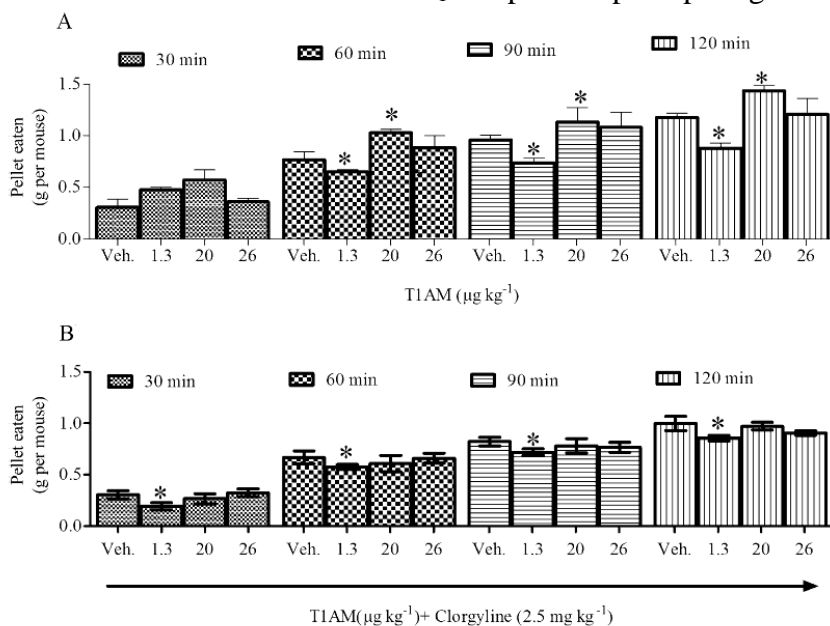 A
30 min 60 min 90 min 120 min
Pellet eaten
(g per mouse)
1.5
1.0
0.5
0.0
* * * * * *
Veh. 1.3 20 26 Veh. 1.3 20 26 Veh. 1.3 20 26 Veh. 1.3 20 26
T1AM (µg kg⁻¹)
B
30 min 60 min 90 min 120 min
Pellet eaten
(g per mouse)
1.5
1.0
0.5
0.0
* * * *
Veh. 1.3 20 26 Veh. 1.3 20 26 Veh. 1.3 20 26 Veh. 1.3 20 26
T1AM(µg kg⁻¹)+ Clorgyline (2.5 mg kg⁻¹)